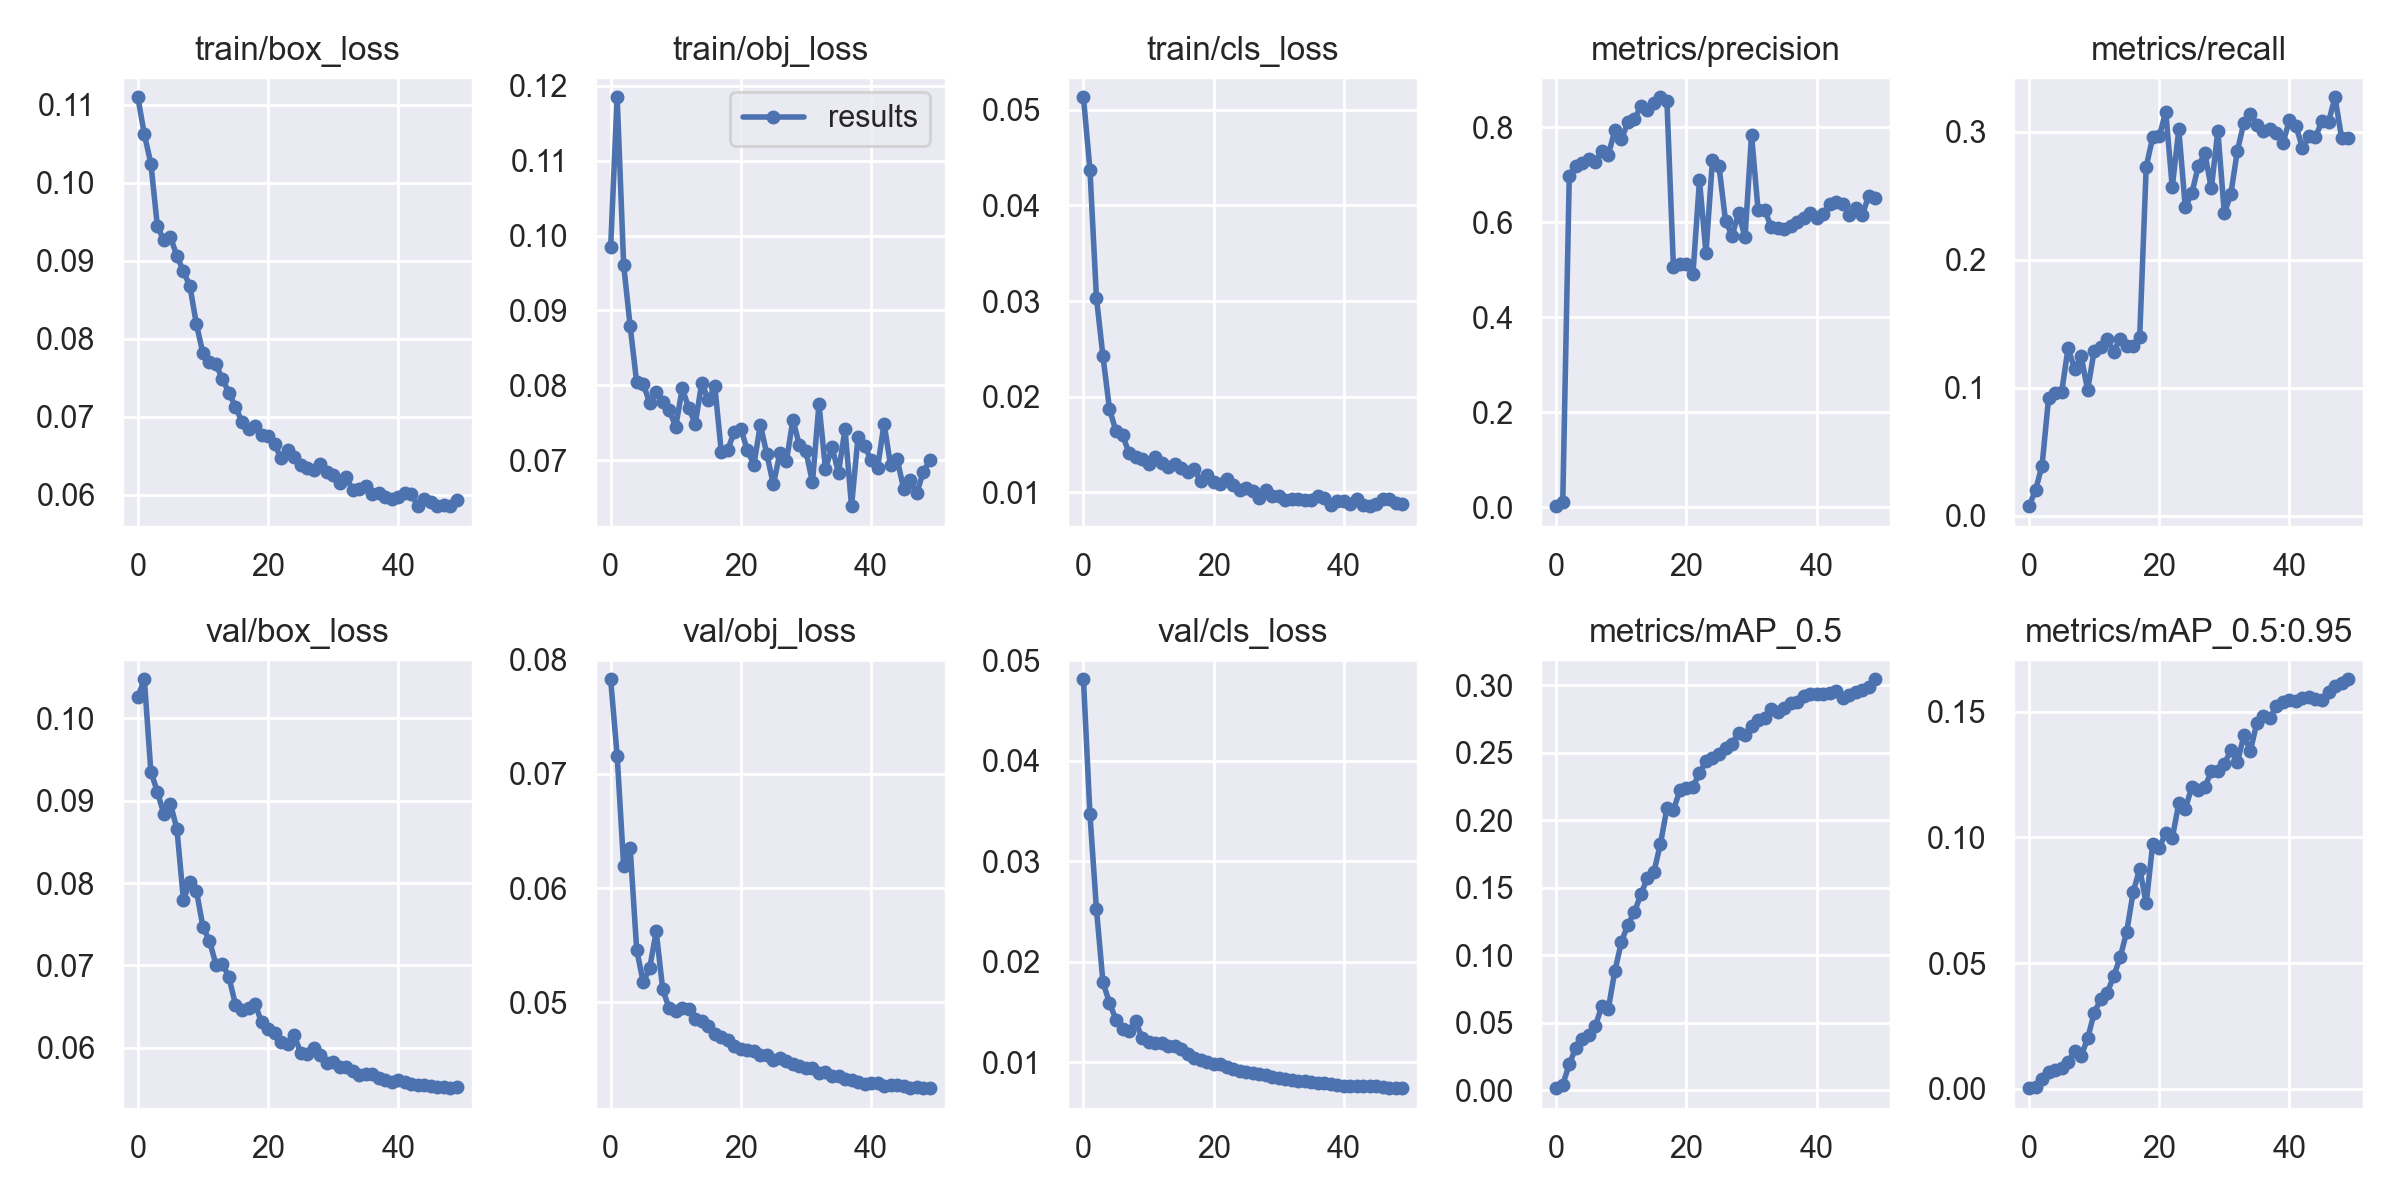 train/box_loss
0.11
0.10
0.09
0.08
0.07
0.06
0 20 40
train/obj_loss
results
0.12
0.11
0.10
0.09
0.08
0.07
0 20 40
train/cls_loss
0.05
0.04
0.03
0.02
0.01
0 20 40
metrics/precision
0.8
0.6
0.4
0.2
0.0
0 20 40
metrics/recall
0.3
0.2
0.1
0.0
0 20 40
val/box_loss
0.10
0.09
0.08
0.07
0.06
0 20 40
val/obj_loss
0.08
0.07
0.06
0.05
0 20 40
val/cls_loss
0.05
0.04
0.03
0.02
0.01
0 20 40
metrics/mAP_0.5
0.30
0.25
0.20
0.15
0.10
0.05
0.00
0 20 40
metrics/mAP_0.5:0.95
0.15
0.10
0.05
0.00
0 20 40